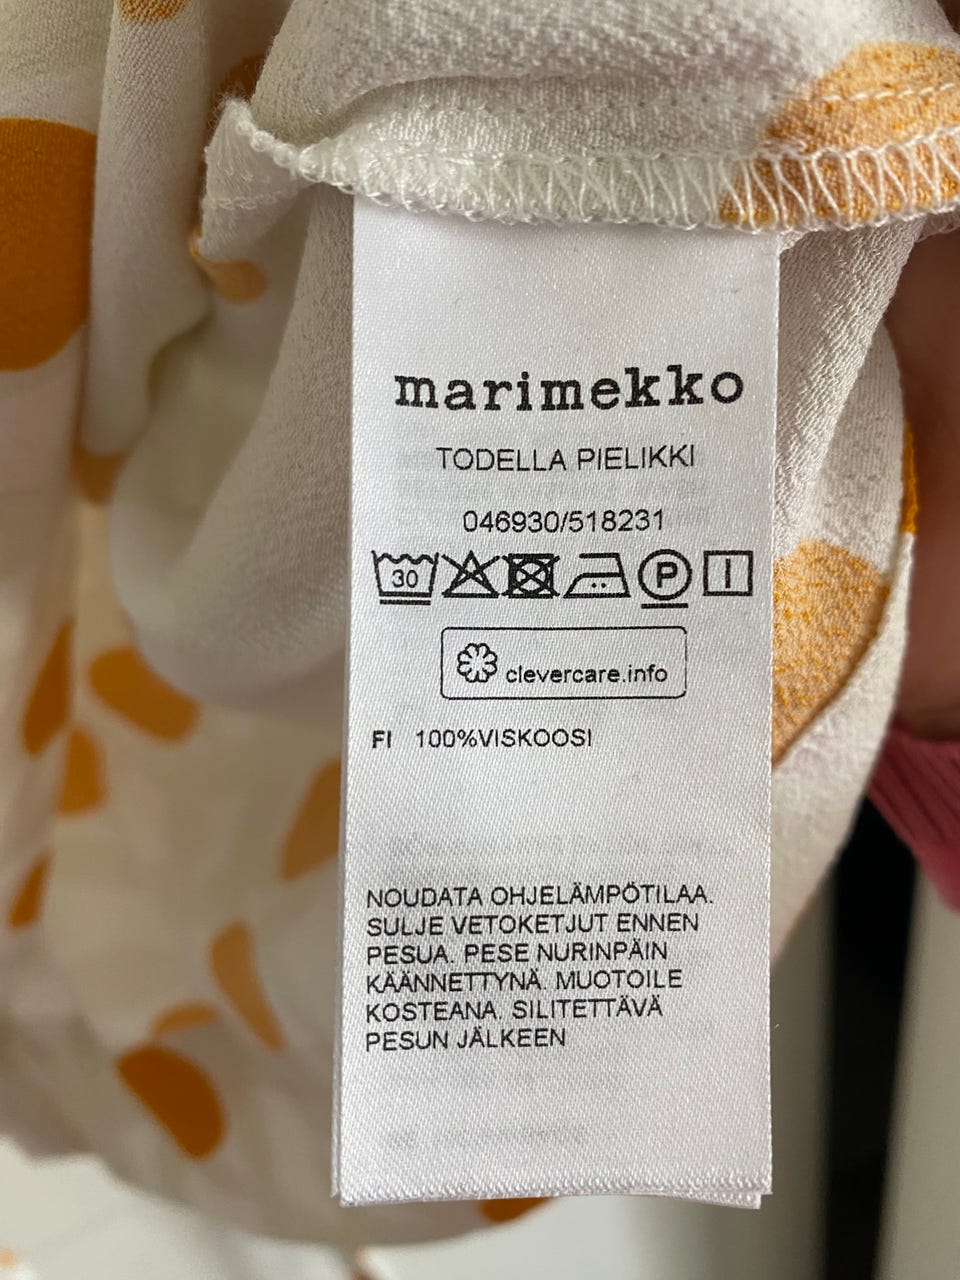 marimekko
TODELLA PIELIKKI
046930/518231
30 P
clevercare.info
FI 100%VISKOOSI
NOUDATA OHJELÄMPÖTILAA.
SULJE VETOKETJUT ENNEN
PESUA. PESE NURINPÄIN
KÄÄNNETTYNÄ. MUOTOILE
KOSTEANA. SILITETTÄVÄ
PESUN JÄLKEEN